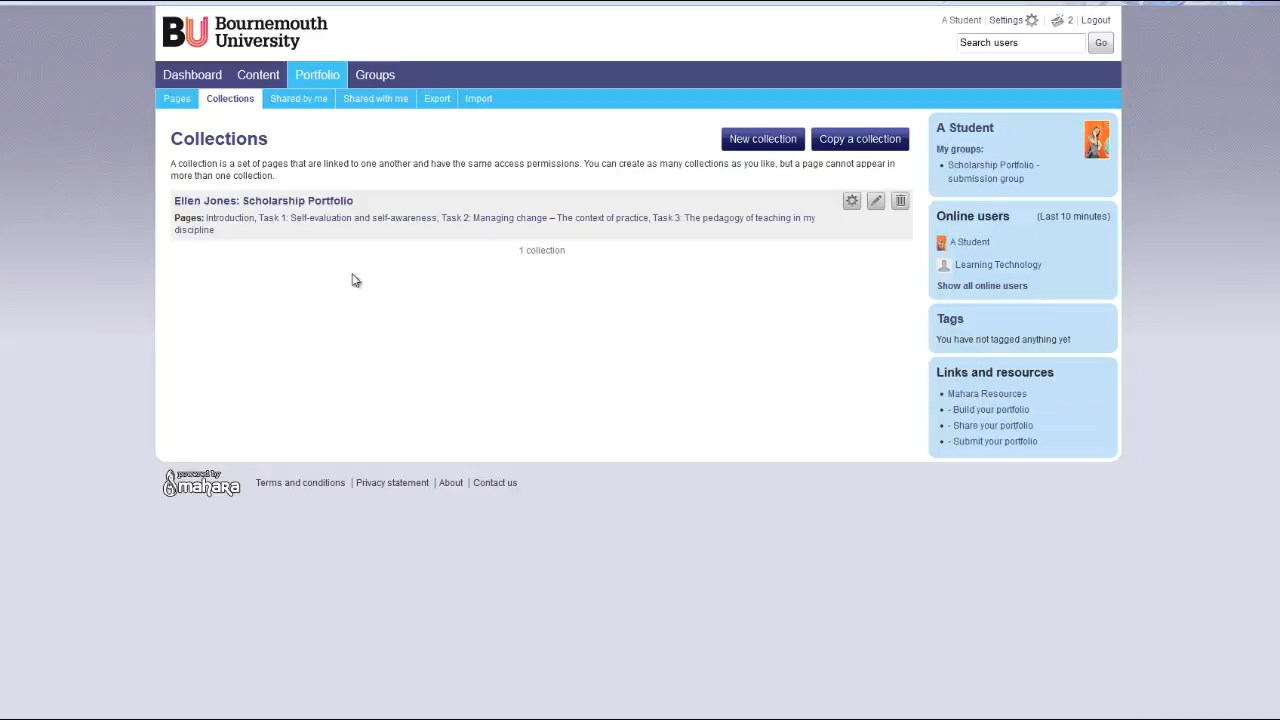 BU Bournemouth University
A Student | Settings | 2 | Logout
Search users Go
Dashboard Content Portfolio Groups
Pages Collections Shared by me Shared with me Export Import
Collections
New collection Copy a collection
A collection is a set of pages that are linked to one another and have the same access permissions. You can create as many collections as you like, but a page cannot appear in
more than one collection.
Ellen Jones: Scholarship Portfolio
Pages: Introduction, Task 1: Self-evaluation and self-awareness, Task 2: Managing change – The context of practice, Task 3: The pedagogy of teaching in my
discipline
1 collection
A Student
My groups:
• Scholarship Portfolio -
submission group
Online users (Last 10 minutes)
A Student
Learning Technology
Show all online users
Tags
You have not tagged anything yet
Links and resources
• Mahara Resources
• - Build your portfolio
• - Share your portfolio
• - Submit your portfolio
powered by
mahara
Terms and conditions | Privacy statement | About | Contact us